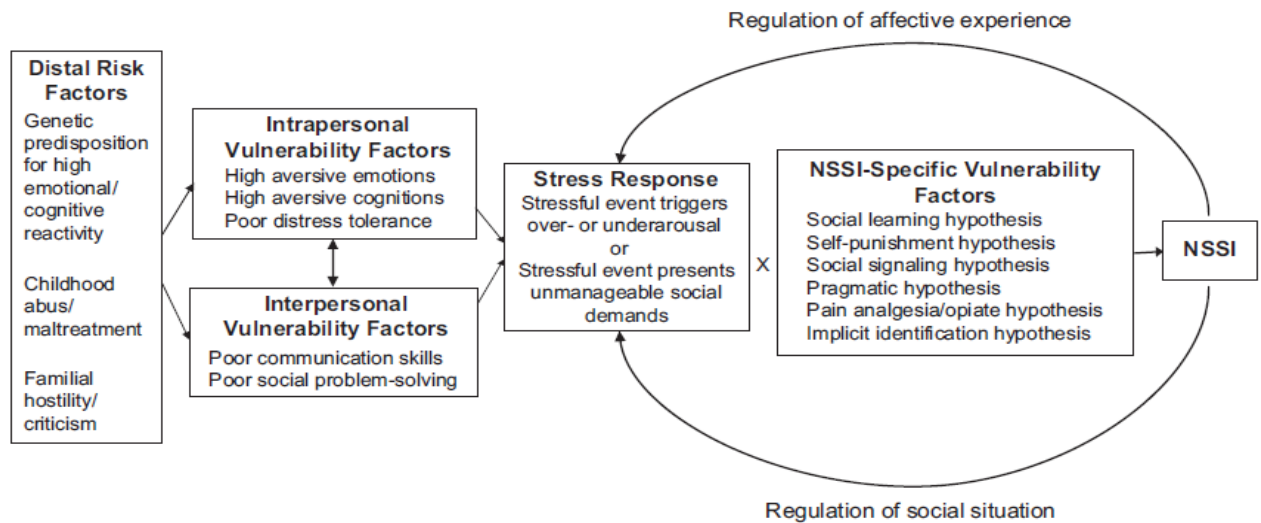 Regulation of affective experience
Distal Risk
Factors
Genetic
predisposition
for high
emotional/
cognitive
reactivity
Childhood
abus/
maltreatment
Familial
hostility/
criticism
Intrapersonal
Vulnerability Factors
High aversive emotions
High aversive cognitions
Poor distress tolerance
Interpersonal
Vulnerability Factors
Poor communication skills
Poor social problem-solving
Stress Response
Stressful event triggers
over- or underarousal
or
Stressful event presents
unmanageable social
demands
X
NSSI-Specific Vulnerability
Factors
Social learning hypothesis
Self-punishment hypothesis
Social signaling hypothesis
Pragmatic hypothesis
Pain analgesia/opiate hypothesis
Implicit identification hypothesis
NSSI
Regulation of social situation